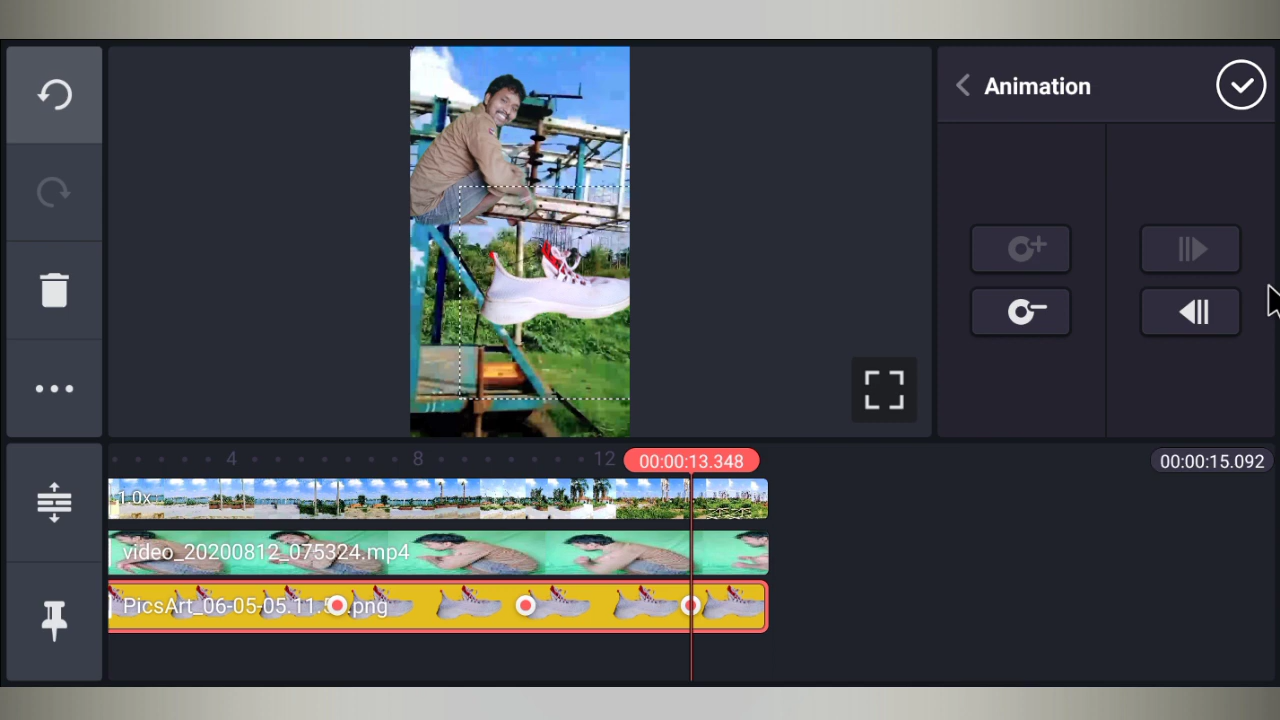 Animation
4
8
12
00:00:13.348
00:00:15.092
1.0x
video_20200812_075324.mp4
PicsArt_06-05-05.11.5 .png